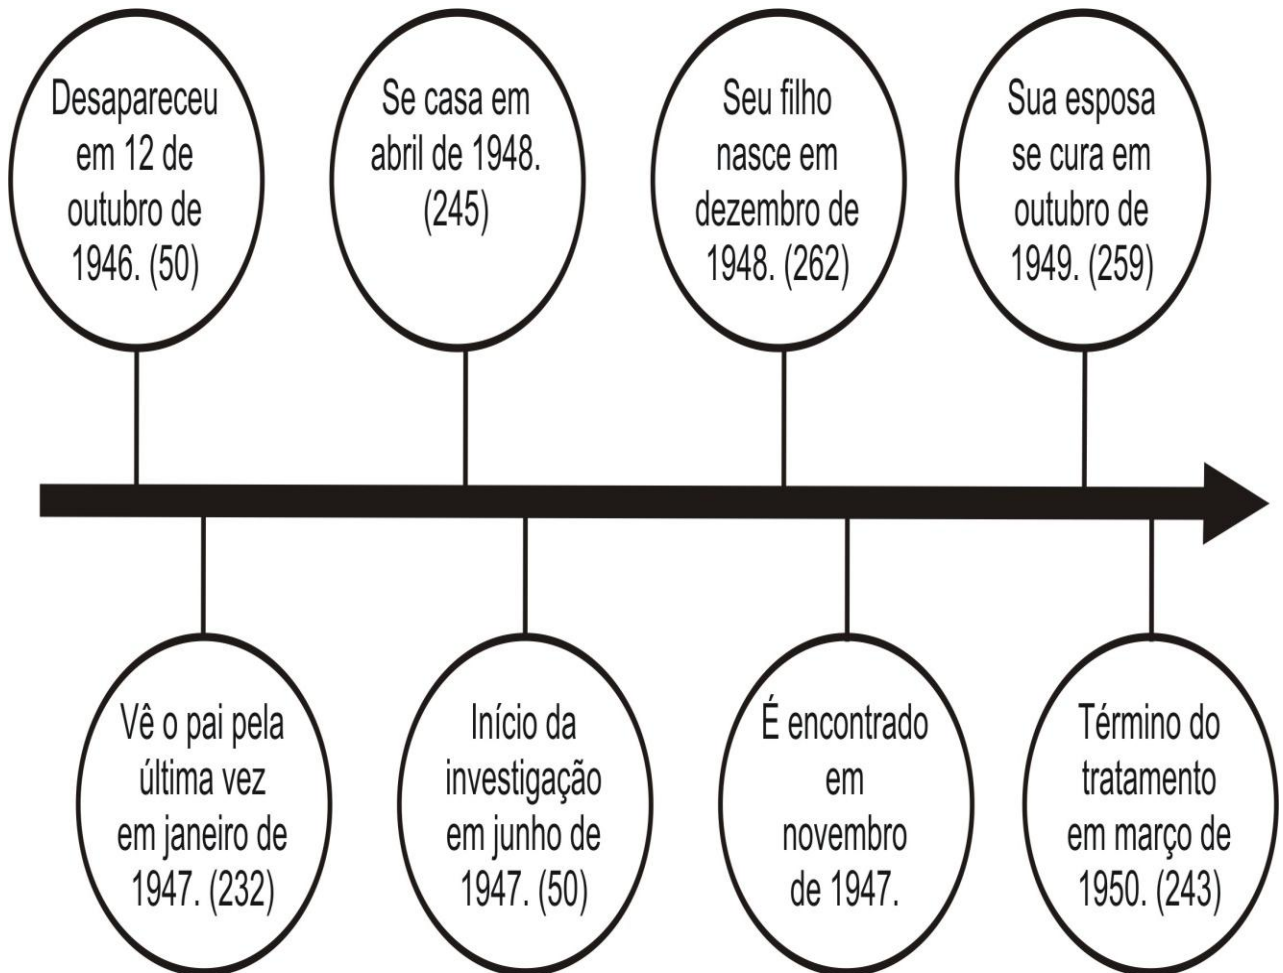 Desapareceu
em 12 de
outubro de
1946. (50)
Se casa em
abril de 1948.
(245)
Seu filho
nasce em
dezembro de
1948. (262)
Sua esposa
se cura em
outubro de
1949. (259)
Vê o pai pela
última vez
em janeiro de
1947. (232)
Início da
investigação
em junho de
1947. (50)
É encontrado
em
novembro
de 1947.
Término do
tratamento
em março de
1950. (243)